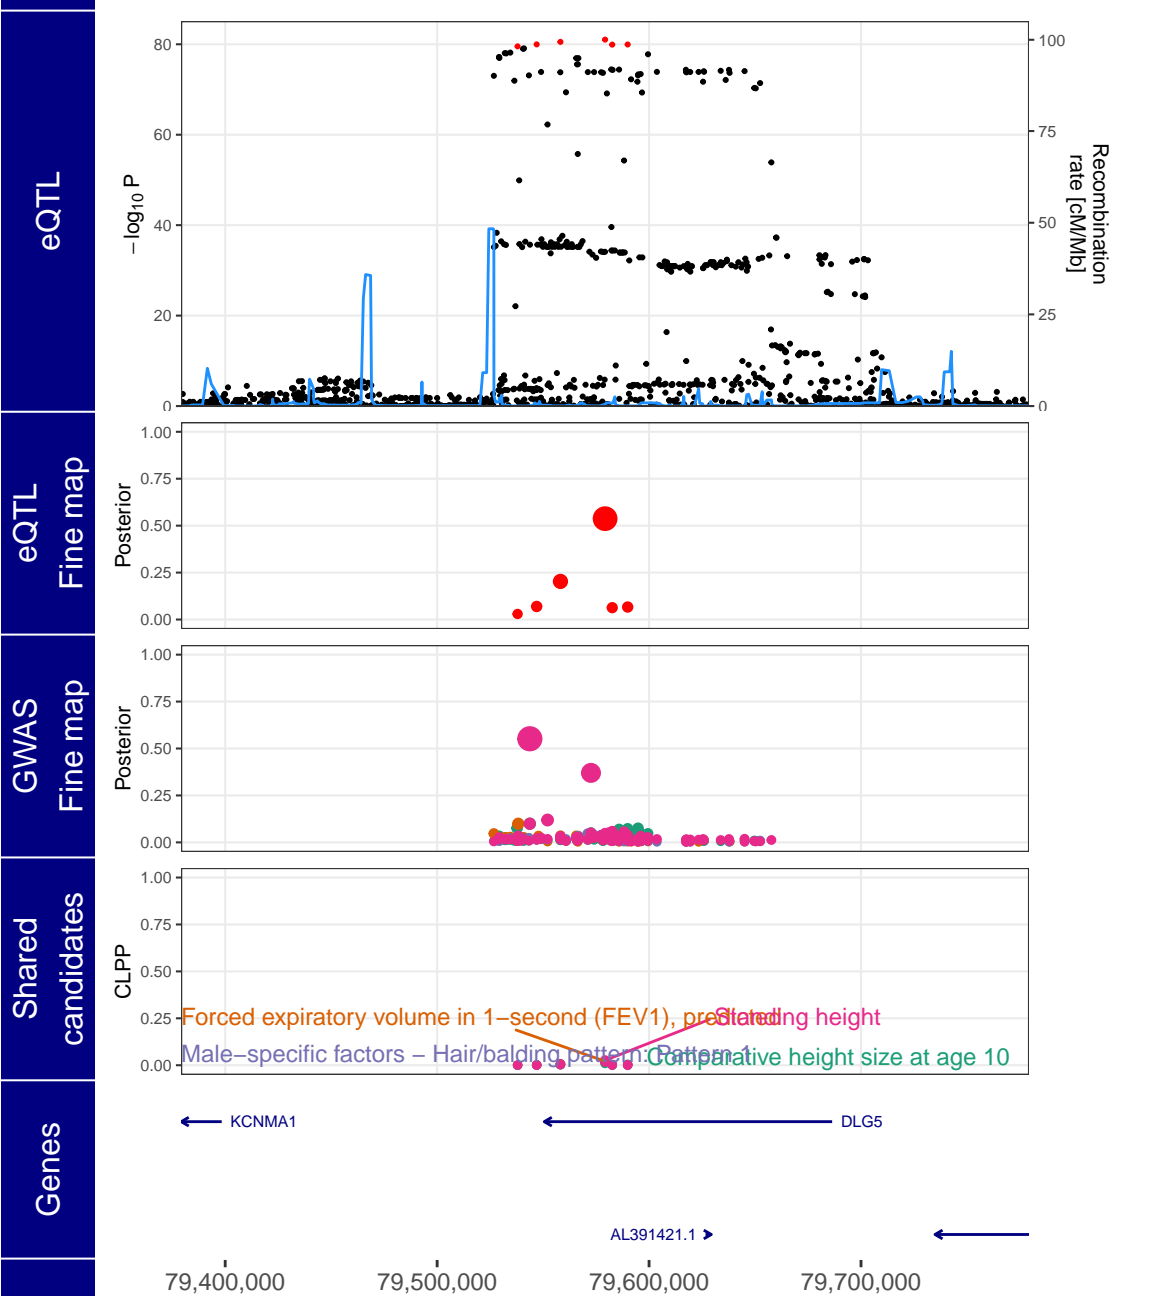 eQTL
−log10 P
80
60
40
20
0
100
75
50
25
0
Recombination
rate [cM/Mb]
eQTL
Fine map
Posterior
1.00
0.75
0.50
0.25
0.00
GWAS
Fine map
Posterior
1.00
0.75
0.50
0.25
0.00
Shared
candidates
CLPP
1.00
0.75
0.50
0.25
0.00
Forced expiratory volume in 1−second (FEV1), predicted
Standing height
Male−specific factors − Hair/balding pattern: Pattern 1
Comparative height size at age 10
Genes
KCNMA1
DLG5
AL391421.1
79,400,000
79,500,000
79,600,000
79,700,000